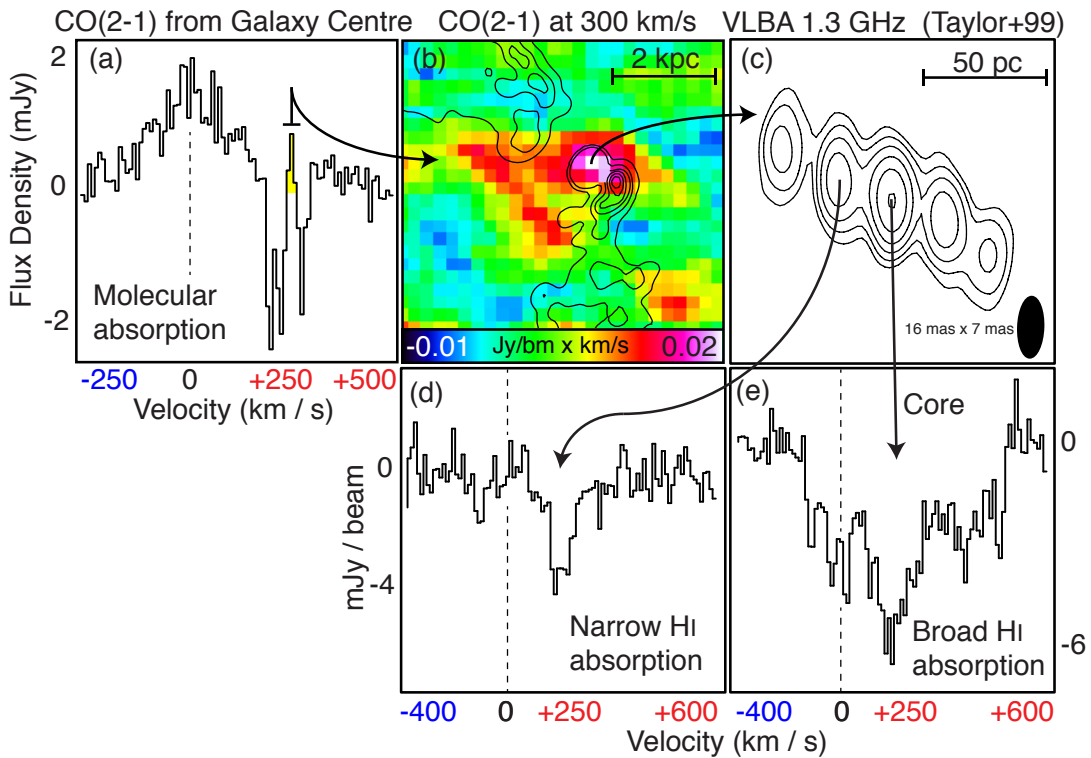 CO(2-1) from Galaxy Centre
CO(2-1) at 300 km/s
VLBA 1.3 GHz (Taylor+99)
(a)
2
0
-2
Flux Density (mJy)
Molecular
absorption
-250
0
+250
+500
Velocity (km / s)
(b)
2 kpc
-0.01
Jy/bm x km/s
0.02
(c)
50 pc
16 mas x 7 mas
(d)
0
-4
mJy / beam
Narrow HI
absorption
-400
0
+250
+600
(e)
Core
0
-6
Broad HI
absorption
-400
0
+250
+600
Velocity (km / s)